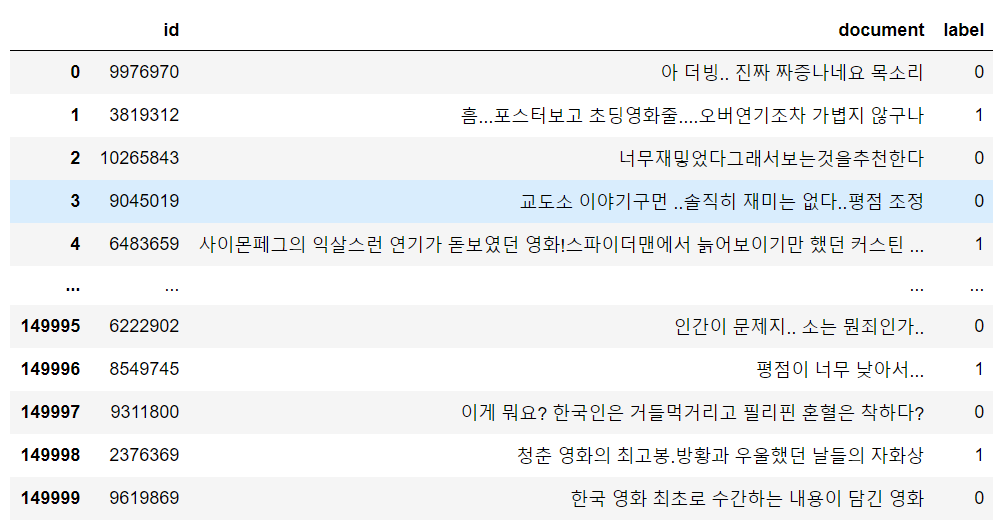 id document label
0 9976970 아 더빙.. 진짜 짜증나네요 목소리 0
1 3819312 흠...포스터보고 초딩영화줄....오버연기조차 가볍지 않구나 1
2 10265843 너무재밓었다그래서보는것을추천한다 0
3 9045019 교도소 이야기구먼 ..솔직히 재미는 없다..평점 조정 0
4 6483659 사이몬페그의 익살스런 연기가 돋보였던 영화!스파이더맨에서 늙어보이기만 했던 커스틴 ... 1
... ... ... ...
149995 6222902 인간이 문제지.. 소는 뭔죄인가.. 0
149996 8549745 평점이 너무 낮아서... 1
149997 9311800 이게 뭐요? 한국인은 거들먹거리고 필리핀 혼혈은 착하다? 0
149998 2376369 청춘 영화의 최고봉.방황과 우울했던 날들의 자화상 1
149999 9619869 한국 영화 최초로 수간하는 내용이 담긴 영화 0